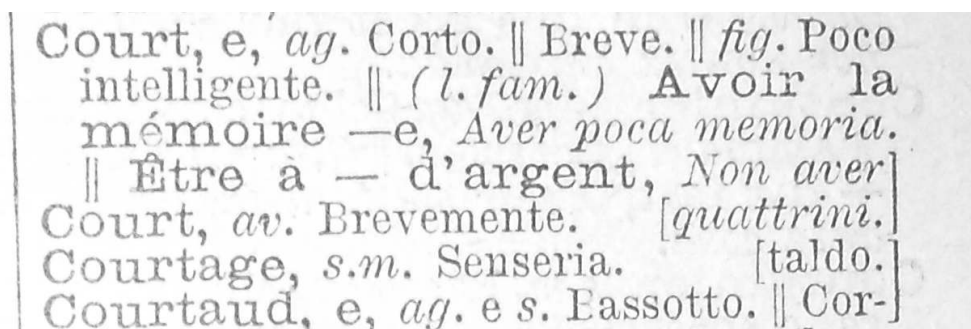 Court, e, ag. Corto. || Breve. || fig. Poco
intelligente. || (l. fam.) Avoir la
mémoire —e, Aver poca memoria.
|| Être à — d'argent, Non aver]
Court, av. Brevemente. [quattrini.]
Courtage, s.m. Senseria. [taldo.]
Courtaud, e, ag. e s. Bassotto. || Cor-]